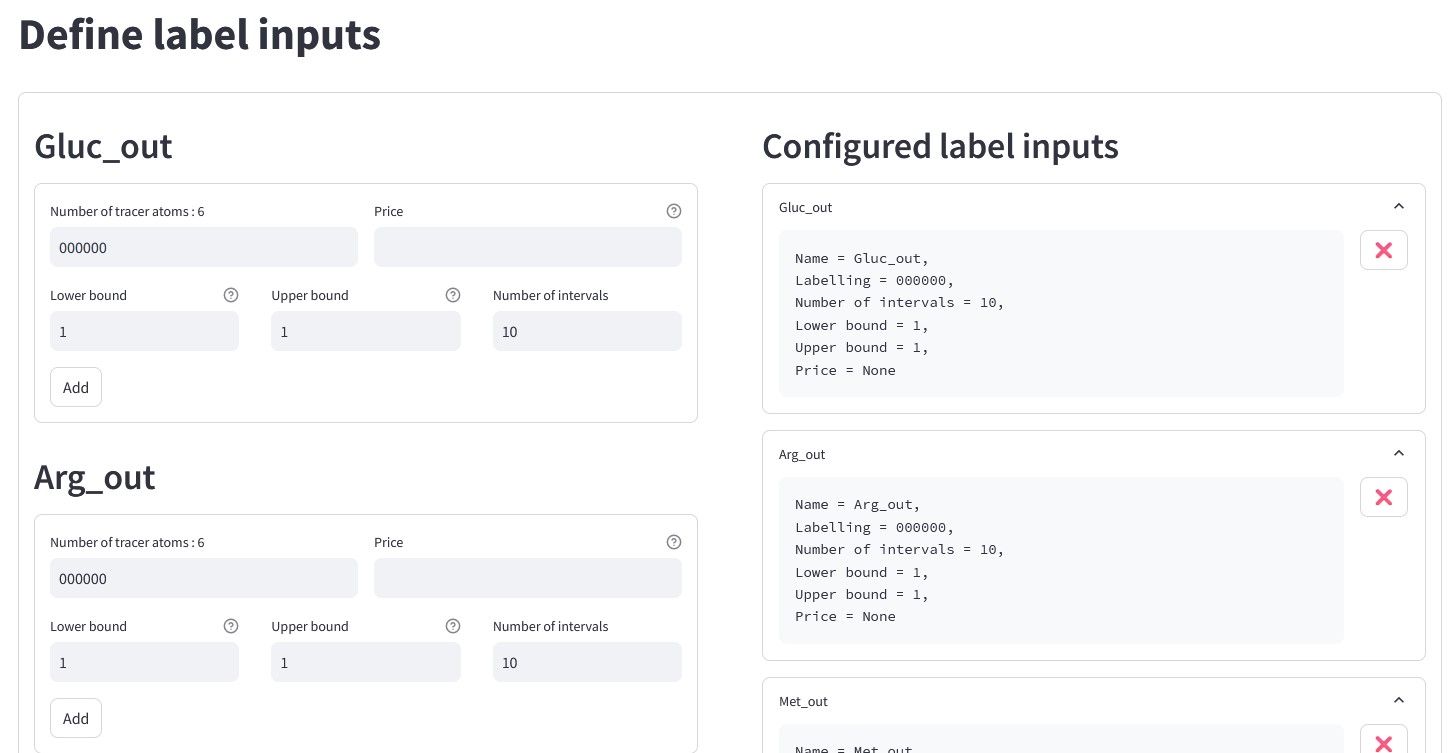 Define label inputs
Gluc_out
Number of tracer atoms : 6
Price
000000
Lower bound
Upper bound
Number of intervals
1
1
10
Add
Arg_out
Number of tracer atoms : 6
Price
000000
Lower bound
Upper bound
Number of intervals
1
1
10
Add
Configured label inputs
Gluc_out
Name = Gluc_out,
Labelling = 000000,
Number of intervals = 10,
Lower bound = 1,
Upper bound = 1,
Price = None
Arg_out
Name = Arg_out,
Labelling = 000000,
Number of intervals = 10,
Lower bound = 1,
Upper bound = 1,
Price = None
Met_out
Name = Met_out